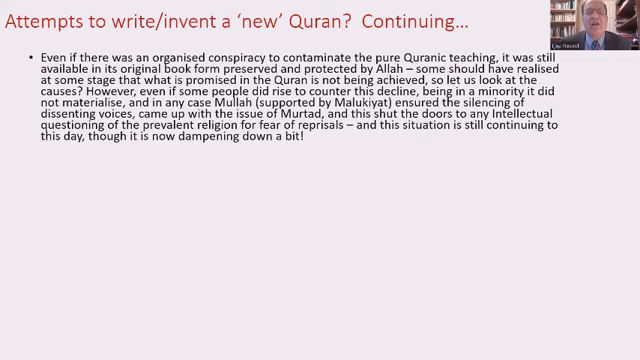 Attempts to write/invent a ‘new’ Quran? Continuing…
• Even if there was an organised conspiracy to contaminate the pure Quranic teaching, it was still
available in its original book form preserved and protected by Allah – some should have realised
at some stage that what is promised in the Quran is not being achieved, so let us look at the
causes? However, even if some people did rise to counter this decline, being in a minority it did
not materialise, and in any case Mullah (supported by Malukiyat) ensured the silencing of
dissenting voices, came up with the issue of Murtad, and this shut the doors to any Intellectual
questioning of the prevalent religion for fear of reprisals – and this situation is still continuing to
this day, though it is now dampening down a bit!